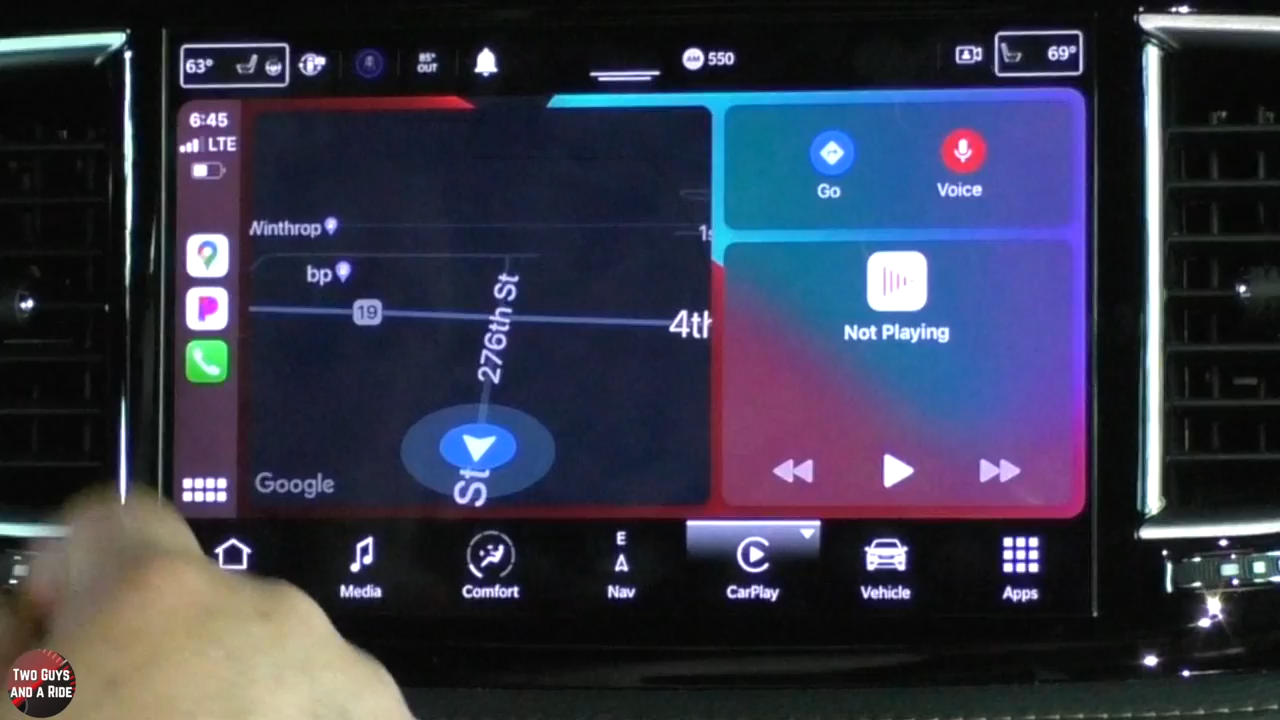 63°
85°
OUT
AM 550
69°
6:45
LTE
Winthrop
bp
19
276th St
4th
St
Google
Go
Voice
Not Playing
E
A
Media
Comfort
Nav
CarPlay
Vehicle
Apps
TWO GUYS
AND A RIDE